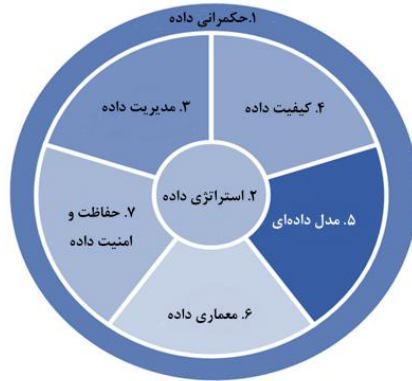 ۱.حکمرانی داده
۳. مدیریت داده
۴. کیفیت داده
۲. استراتژی داده
۵. مدل داده‌ای
۷. حفاظت و
امنیت داده
۶. معماری داده